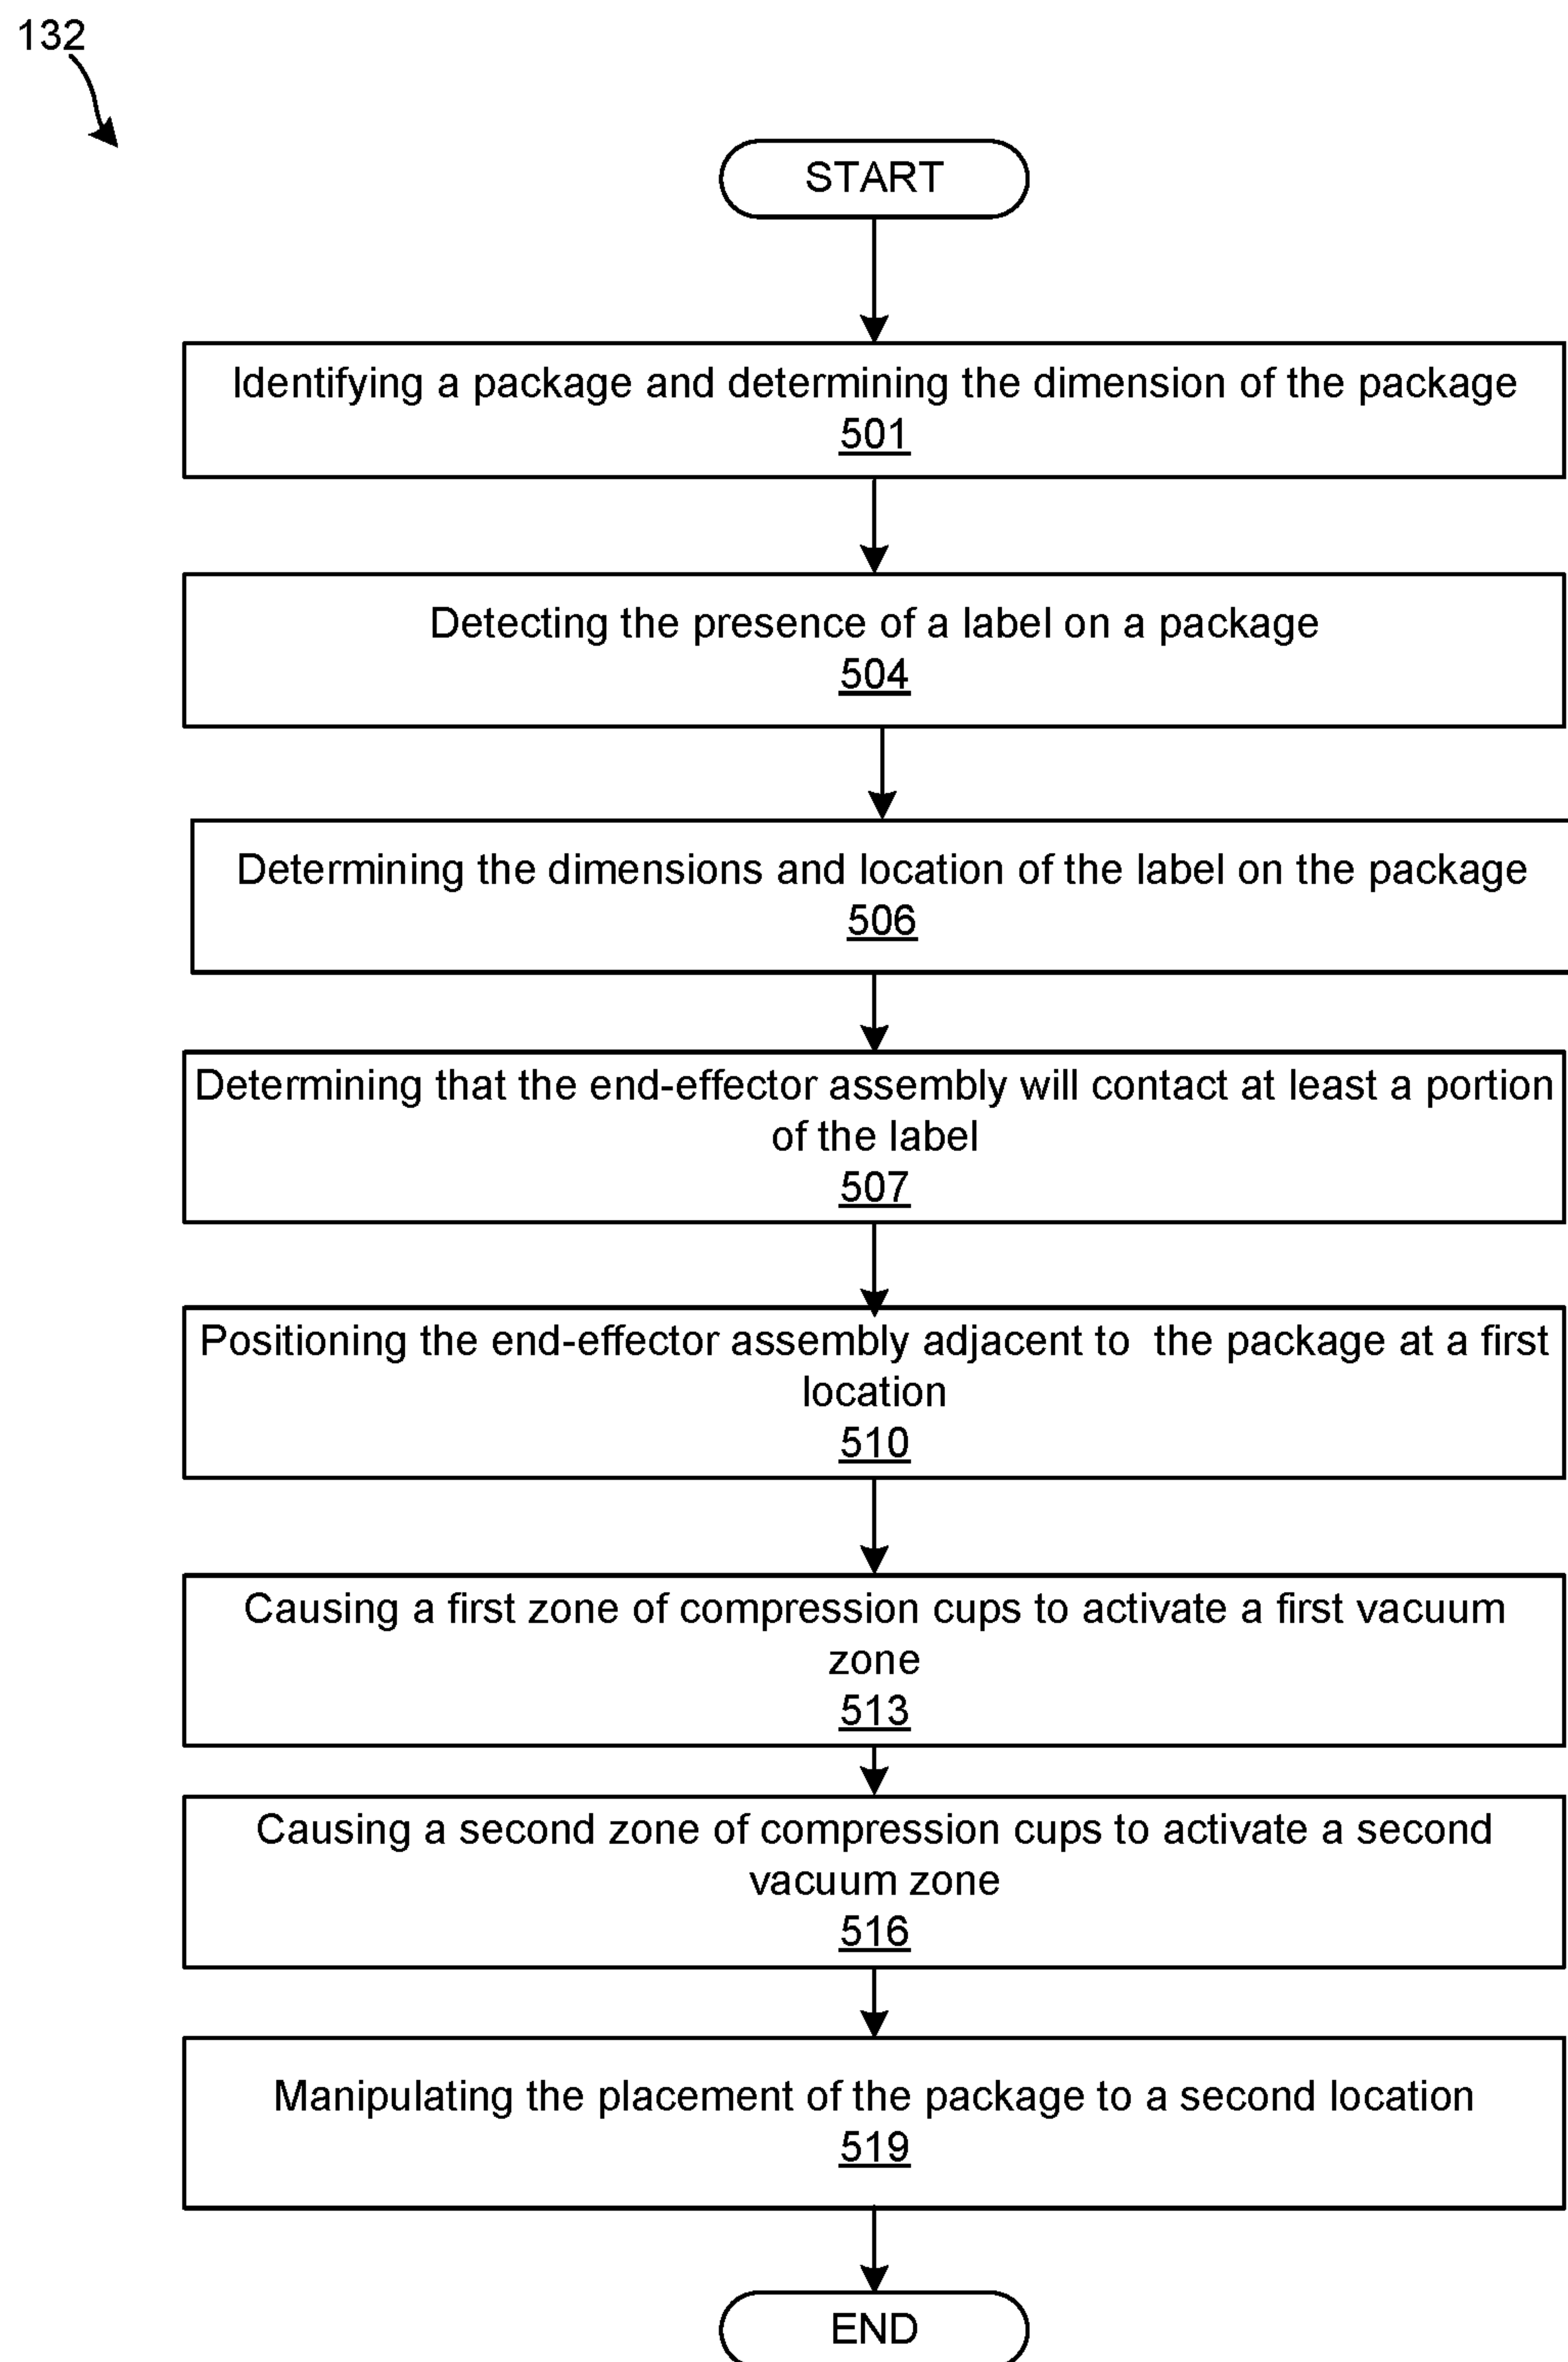 132
START
Identifying a package and determining the dimension of the package
501
Detecting the presence of a label on a package
504
Determining the dimensions and location of the label on the package
506
Determining that the end-effector assembly will contact at least a portion
of the label
507
Positioning the end-effector assembly adjacent to  the package at a first
location
510
Causing a first zone of compression cups to activate a first vacuum
zone
513
Causing a second zone of compression cups to activate a second
vacuum zone
516
Manipulating the placement of the package to a second location
519
END